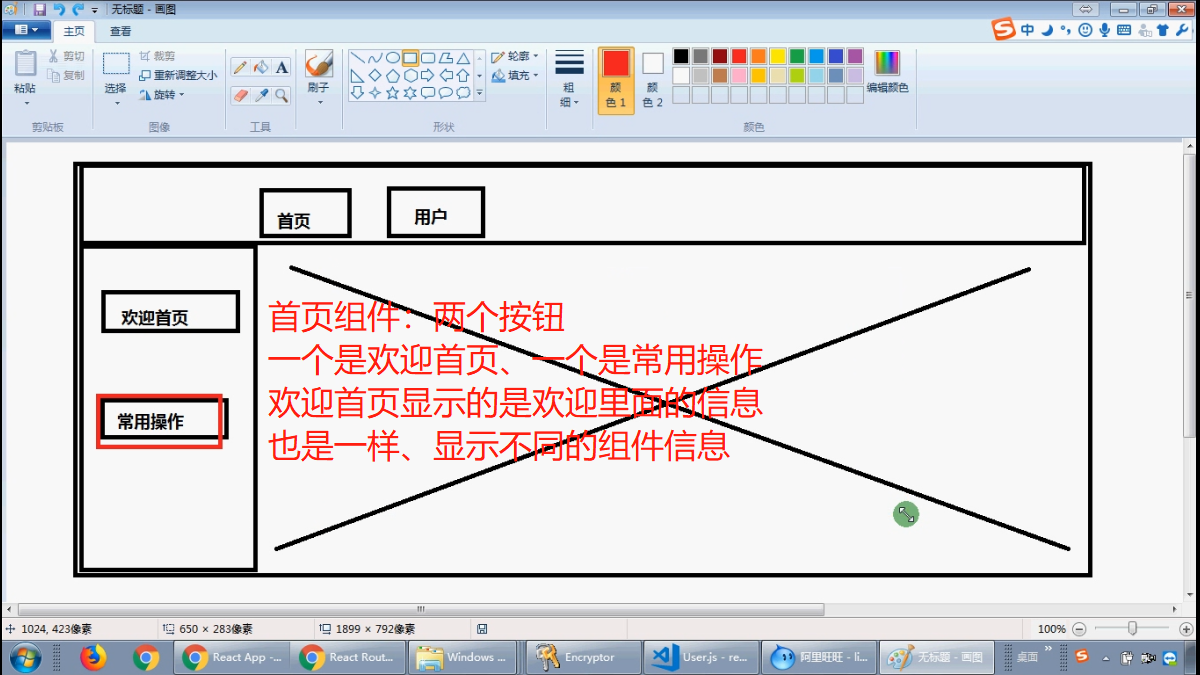 无标题 - 画图
主页
查看
粘贴
剪切
复制
剪贴板
选择
裁剪
重新调整大小
旋转
图像
A
工具
刷子
轮廓
填充
形状
粗细
颜色 1
颜色 2
编辑颜色
颜色
中
首页
用户
欢迎首页
常用操作
首页组件：两个按钮
一个是欢迎首页、一个是常用操作
欢迎首页显示的是欢迎里面的信息
也是一样、显示不同的组件信息
1024, 423像素
650 × 283像素
1899 × 792像素
100%
React App -...
React Rout...
Windows ...
Encryptor
User.js - re...
阿里旺旺 - li...
无标题 - 画图
桌面